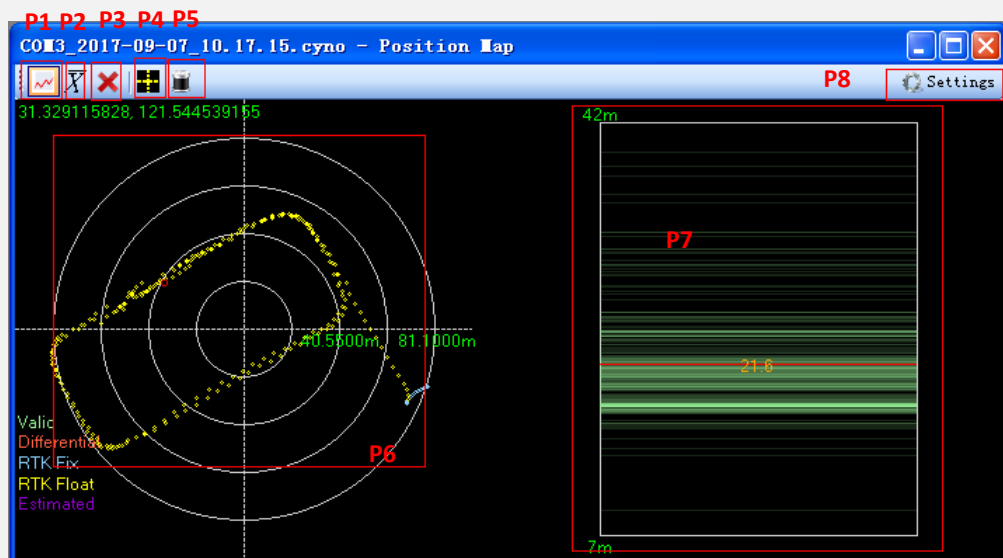 P1 P2 P3 P4 P5
COM3_2017-09-07_10.17.15.cyno - Position Map
X
P8
Settings
31.329115828, 121.544539155
42m
P7
40.5500m 81.1000m
21.6
Valid
Differential
P6
RTK Fix
RTK Float
Estimated
7m